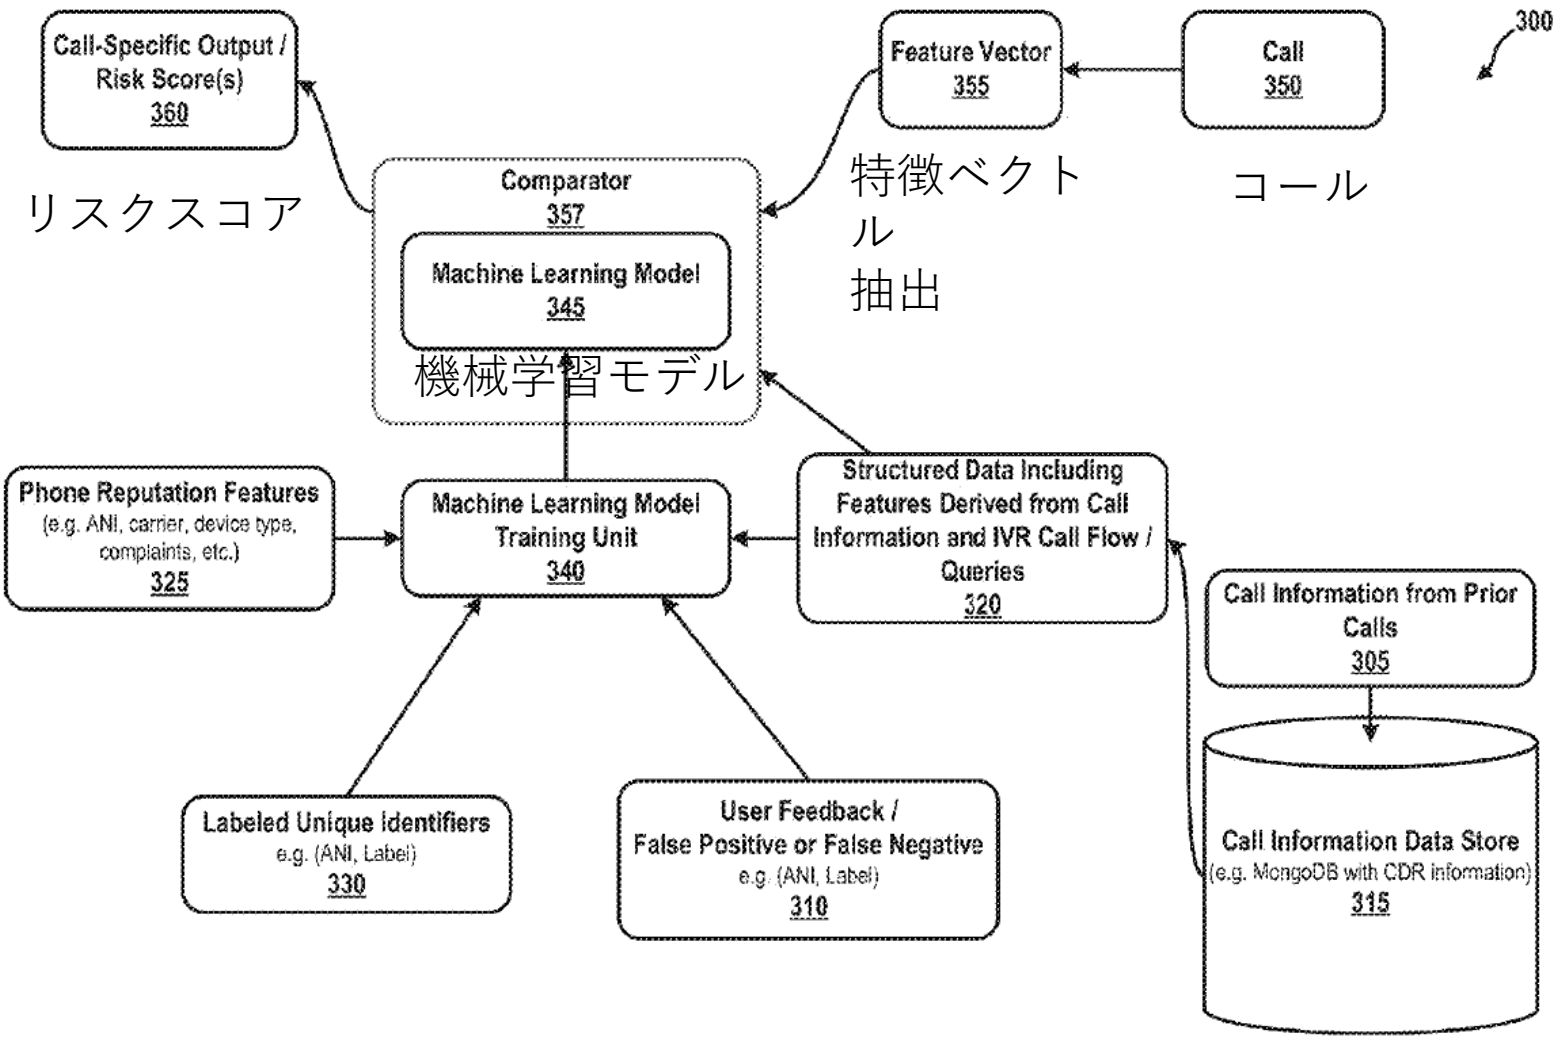 300
Call-Specific Output /
Risk Score(s)
360
Feature Vector
355
Call
350
リスクスコア
特徴ベクト
ル
抽出
コール
Comparator
357
Machine Learning Model
345
機械学習モデル
Phone Reputation Features
(e.g. ANI, carrier, device type,
complaints, etc.)
325
Machine Learning Model
Training Unit
340
Structured Data Including
Features Derived from Call
Information and IVR Call Flow /
Queries
320
Call Information from Prior
Calls
305
Labeled Unique Identifiers
e.g. (ANI, Label)
330
User Feedback /
False Positive or False Negative
e.g. (ANI, Label)
310
Call Information Data Store
(e.g. MongoDB with CDR information)
315